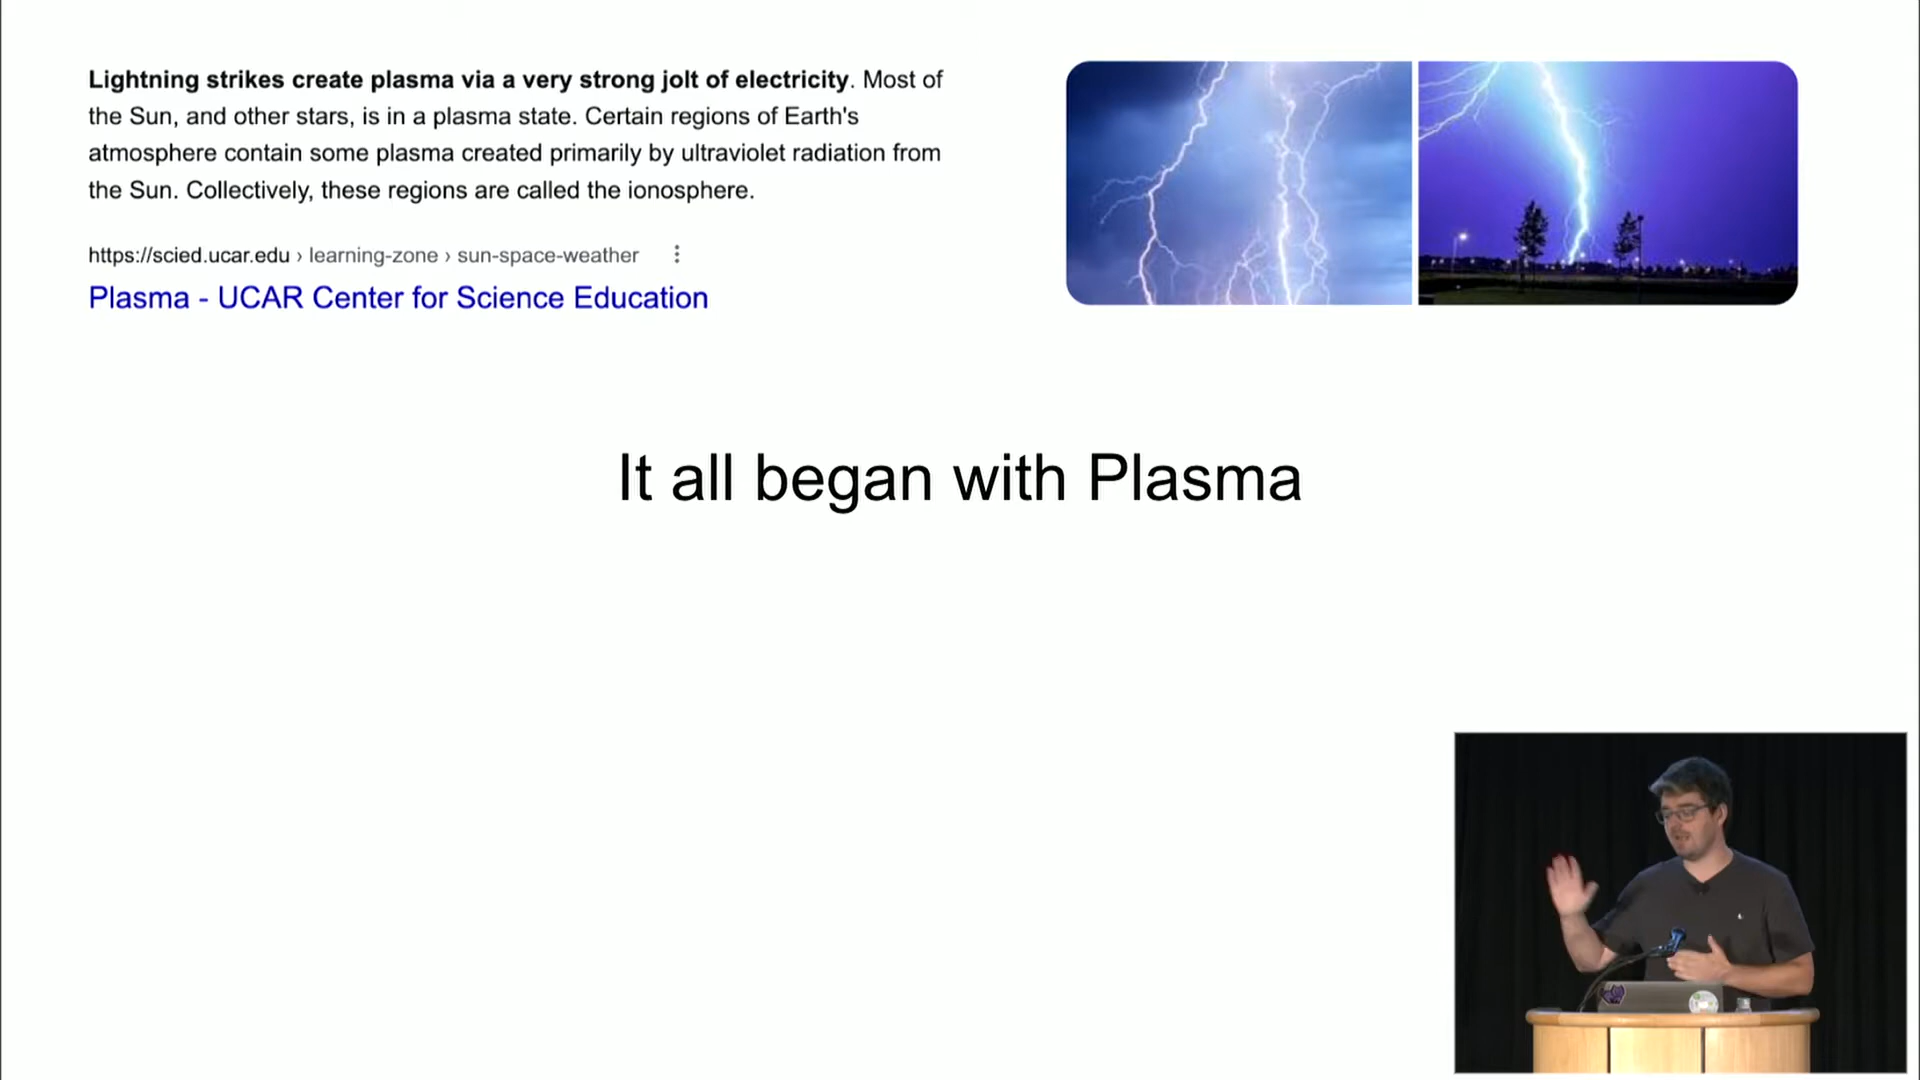 Lightning strikes create plasma via a very strong jolt of electricity. Most of
the Sun, and other stars, is in a plasma state. Certain regions of Earth's
atmosphere contain some plasma created primarily by ultraviolet radiation from
the Sun. Collectively, these regions are called the ionosphere.
https://scied.ucar.edu › learning-zone › sun-space-weather
Plasma - UCAR Center for Science Education
It all began with Plasma